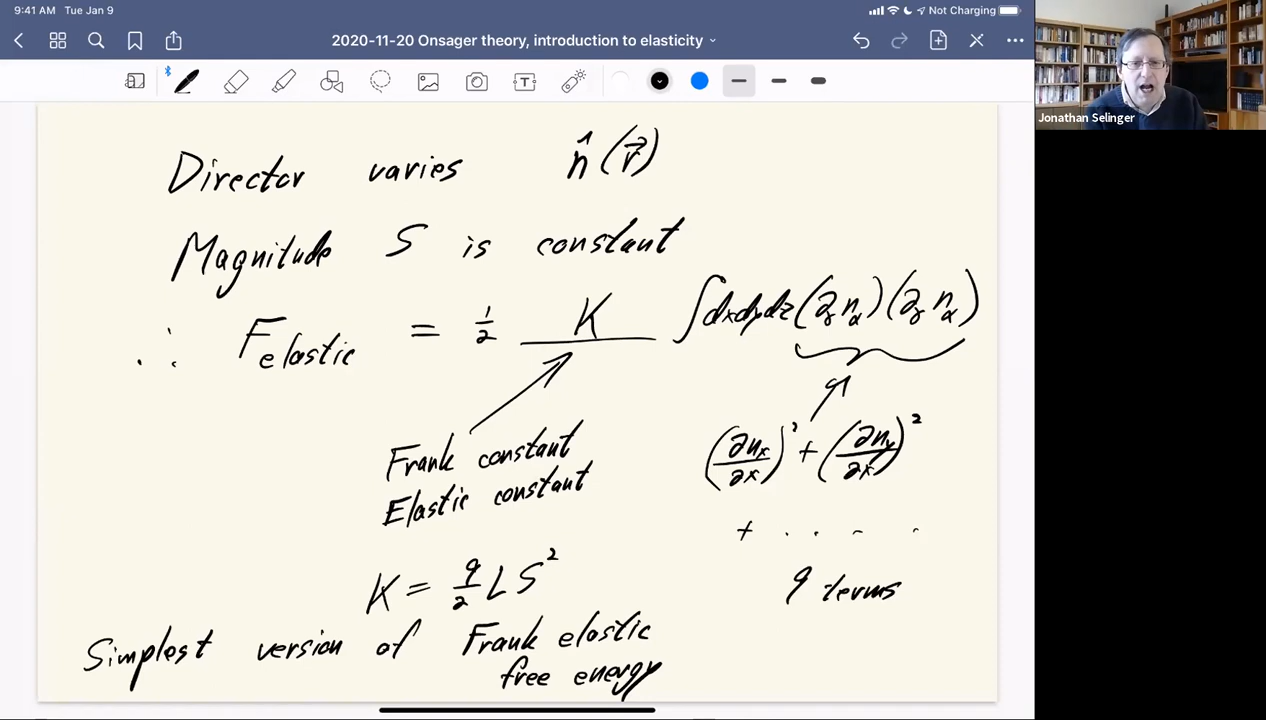 9:41 AM Tue Jan 9
Not Charging
2020-11-20 Onsager theory, introduction to elasticity
Jonathan Selinger
Director varies n̂(r⃗)
Magnitude S is constant
∴ F_elastic = 1/2 K ∫dxdydz(∂_γ n_α)(∂_γ n_α)
Frank constant
Elastic constant
(∂n_x/∂x)² + (∂n_y/∂x)²
+ . . . .
9 terms
K = 9/2 L S²
Simplest version of Frank elastic
free energy